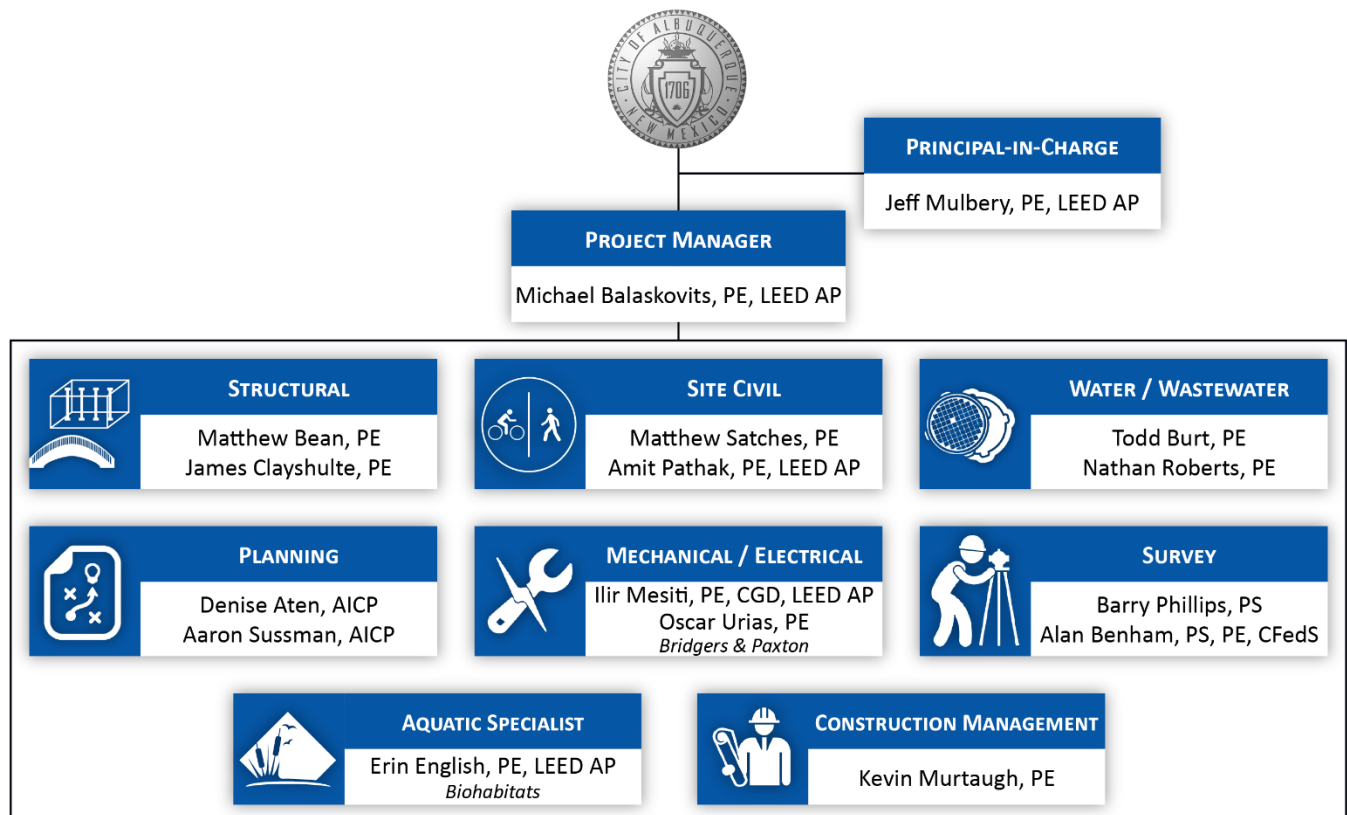 CITY OF ALBUQUERQUE
1706
NEW MEXICO
PRINCIPAL-IN-CHARGE
Jeff Mulbery, PE, LEED AP
PROJECT MANAGER
Michael Balaskovits, PE, LEED AP
STRUCTURAL
Matthew Bean, PE
James Clayshulte, PE
SITE CIVIL
Matthew Satches, PE
Amit Pathak, PE, LEED AP
WATER / WASTEWATER
Todd Burt, PE
Nathan Roberts, PE
PLANNING
Denise Aten, AICP
Aaron Sussman, AICP
MECHANICAL / ELECTRICAL
Ilir Mesiti, PE, CGD, LEED AP
Oscar Urias, PE
Bridgers & Paxton
SURVEY
Barry Phillips, PS
Alan Benham, PS, PE, CFedS
AQUATIC SPECIALIST
Erin English, PE, LEED AP
Biohabitats
CONSTRUCTION MANAGEMENT
Kevin Murtaugh, PE